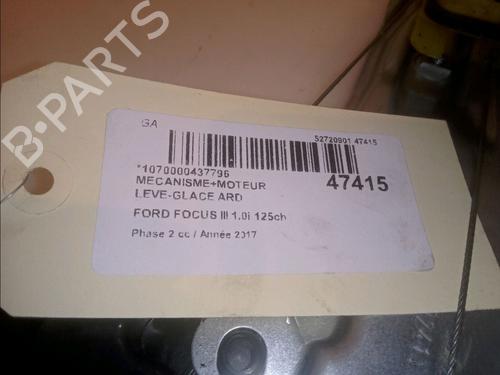 B-PARTS
GA
52720901 47415
*1070000437796
47415
MECANISME+MOTEUR
LEVE-GLACE ARD
FORD FOCUS III 1.0i 125ch
Phase 2 cc / Année 2017